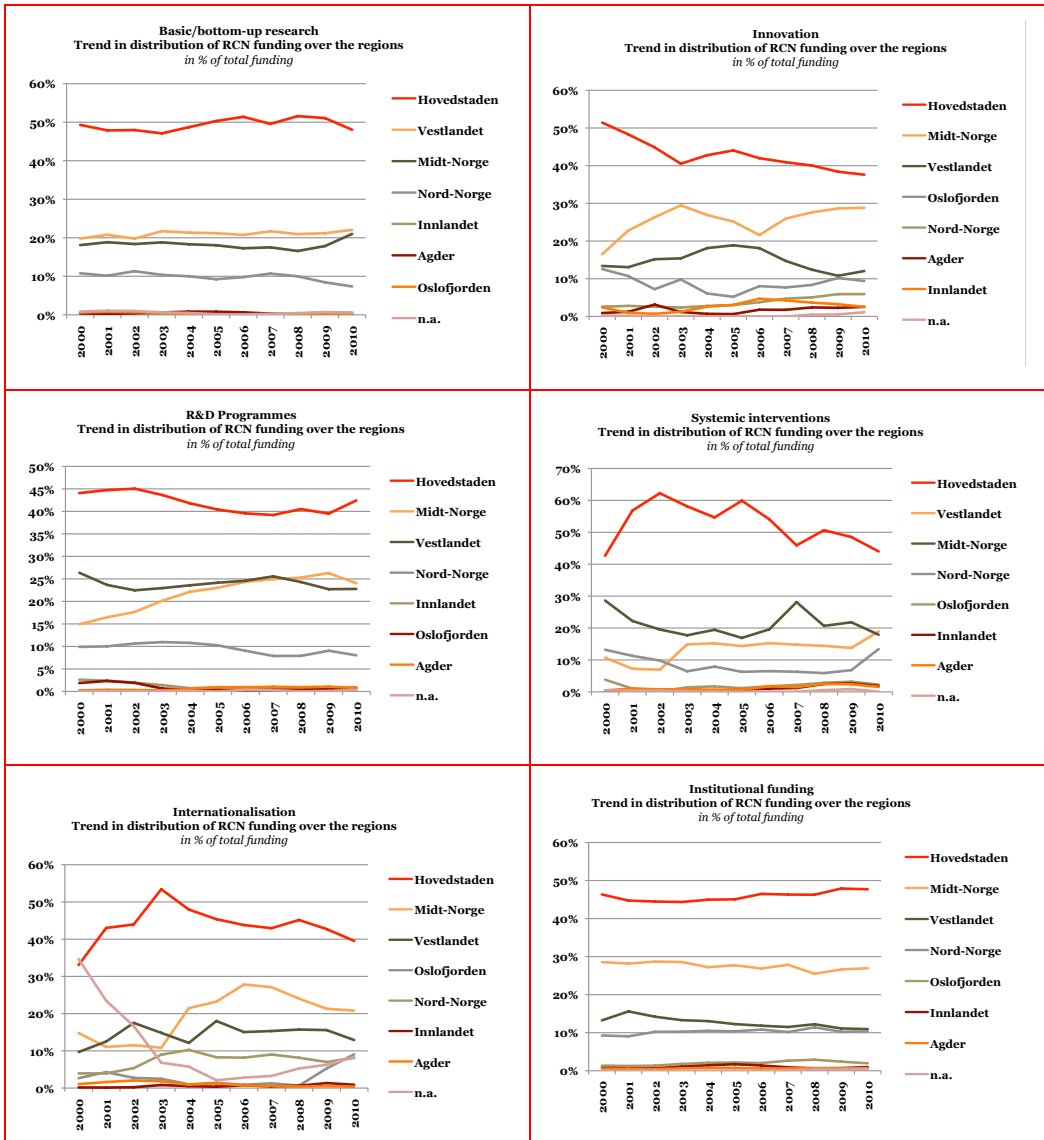 Basic/bottom-up research
Trend in distribution of RCN funding over the regions
in % of total funding
60%
50%
40%
30%
20%
10%
0%
2000
2001
2002
2003
2004
2005
2006
2007
2008
2009
2010
Hovedstaden
Vestlandet
Midt-Norge
Nord-Norge
Innlandet
Agder
Oslofjorden
n.a.
Innovation
Trend in distribution of RCN funding over the regions
in % of total funding
60%
50%
40%
30%
20%
10%
0%
2000
2001
2002
2003
2004
2005
2006
2007
2008
2009
2010
Hovedstaden
Midt-Norge
Vestlandet
Oslofjorden
Nord-Norge
Agder
Innlandet
n.a.
R&D Programmes
Trend in distribution of RCN funding over the regions
in % of total funding
50%
45%
40%
35%
30%
25%
20%
15%
10%
5%
0%
2000
2001
2002
2003
2004
2005
2006
2007
2008
2009
2010
Hovedstaden
Midt-Norge
Vestlandet
Nord-Norge
Innlandet
Oslofjorden
Agder
n.a.
Systemic interventions
Trend in distribution of RCN funding over the regions
in % of total funding
70%
60%
50%
40%
30%
20%
10%
0%
2000
2001
2002
2003
2004
2005
2006
2007
2008
2009
2010
Hovedstaden
Vestlandet
Midt-Norge
Nord-Norge
Oslofjorden
Innlandet
Agder
n.a.
Internationalisation
Trend in distribution of RCN funding over the regions
in % of total funding
60%
50%
40%
30%
20%
10%
0%
2000
2001
2002
2003
2004
2005
2006
2007
2008
2009
2010
Hovedstaden
Midt-Norge
Vestlandet
Oslofjorden
Nord-Norge
Innlandet
Agder
n.a.
Institutional funding
Trend in distribution of RCN funding over the regions
in % of total funding
60%
50%
40%
30%
20%
10%
0%
2000
2001
2002
2003
2004
2005
2006
2007
2008
2009
2010
Hovedstaden
Midt-Norge
Vestlandet
Nord-Norge
Oslofjorden
Innlandet
Agder
n.a.